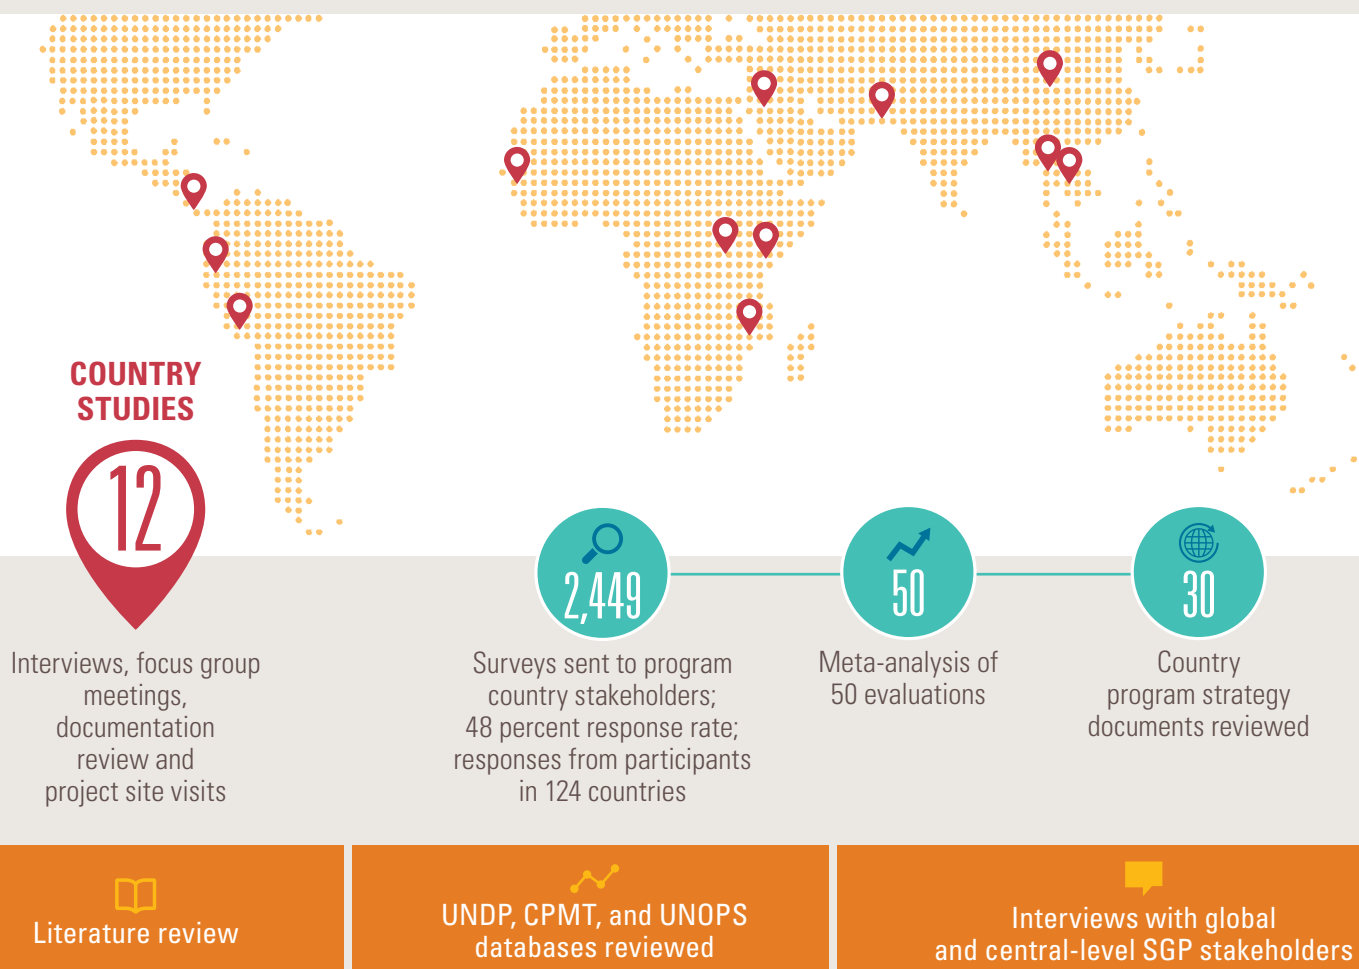 COUNTRY
STUDIES
12
Interviews, focus group
meetings,
documentation
review and
project site visits
2,449
Surveys sent to program
country stakeholders;
48 percent response rate;
responses from participants
in 124 countries
50
Meta-analysis of
50 evaluations
30
Country
program strategy
documents reviewed
Literature review
UNDP, CPMT, and UNOPS
databases reviewed
Interviews with global
and central-level SGP stakeholders